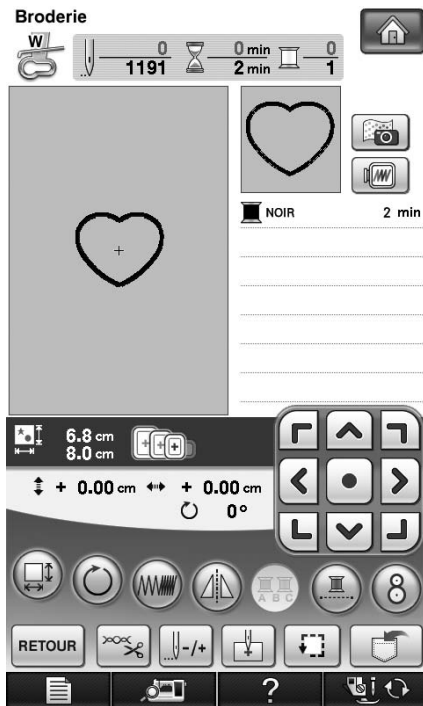 Broderie
W
0 0 min 0
1191 2 min 1
NOIR 2 min
6.8 cm
8.0 cm
+ 0.00 cm + 0.00 cm
0°
A B C
8
RETOUR -/+
?